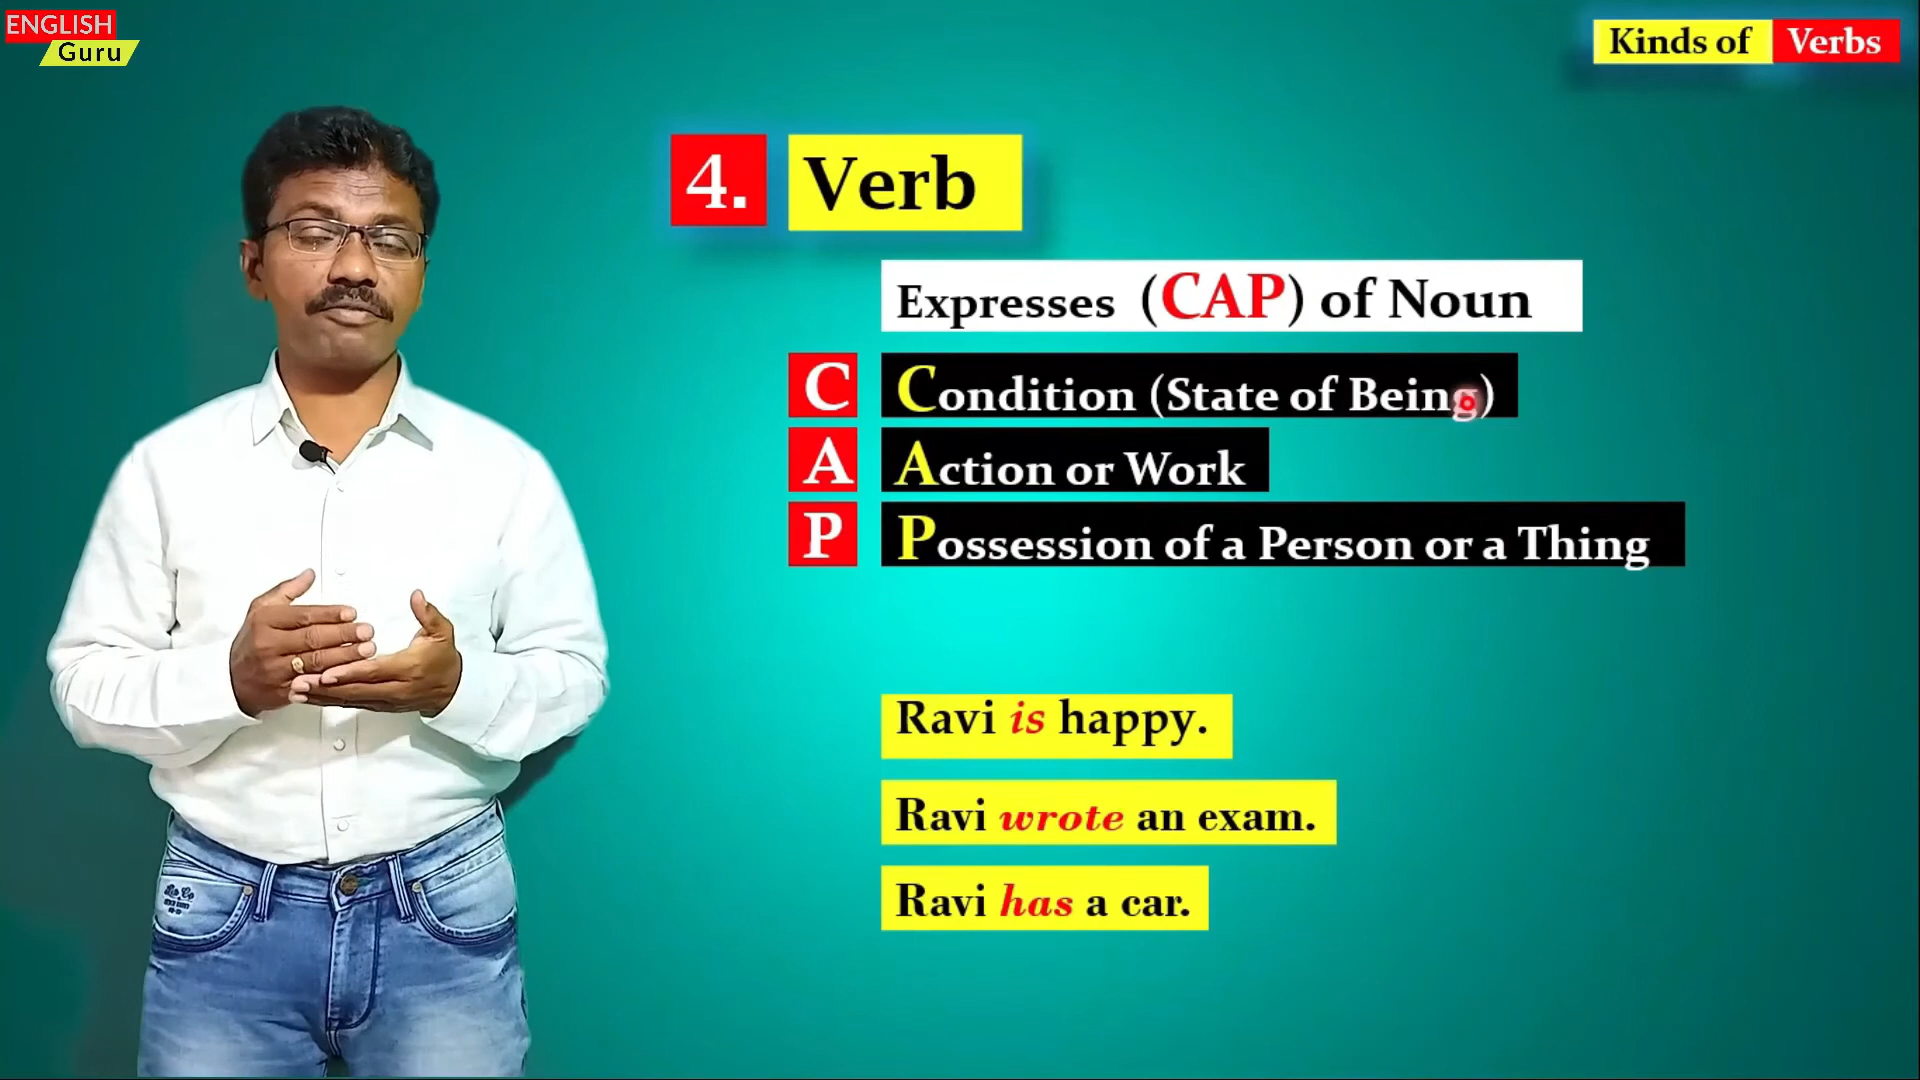 ENGLISH
Guru
Kinds of Verbs
4. Verb
Expresses (CAP) of Noun
C Condition (State of Being)
A Action or Work
P Possession of a Person or a Thing
Ravi is happy.
Ravi wrote an exam.
Ravi has a car.